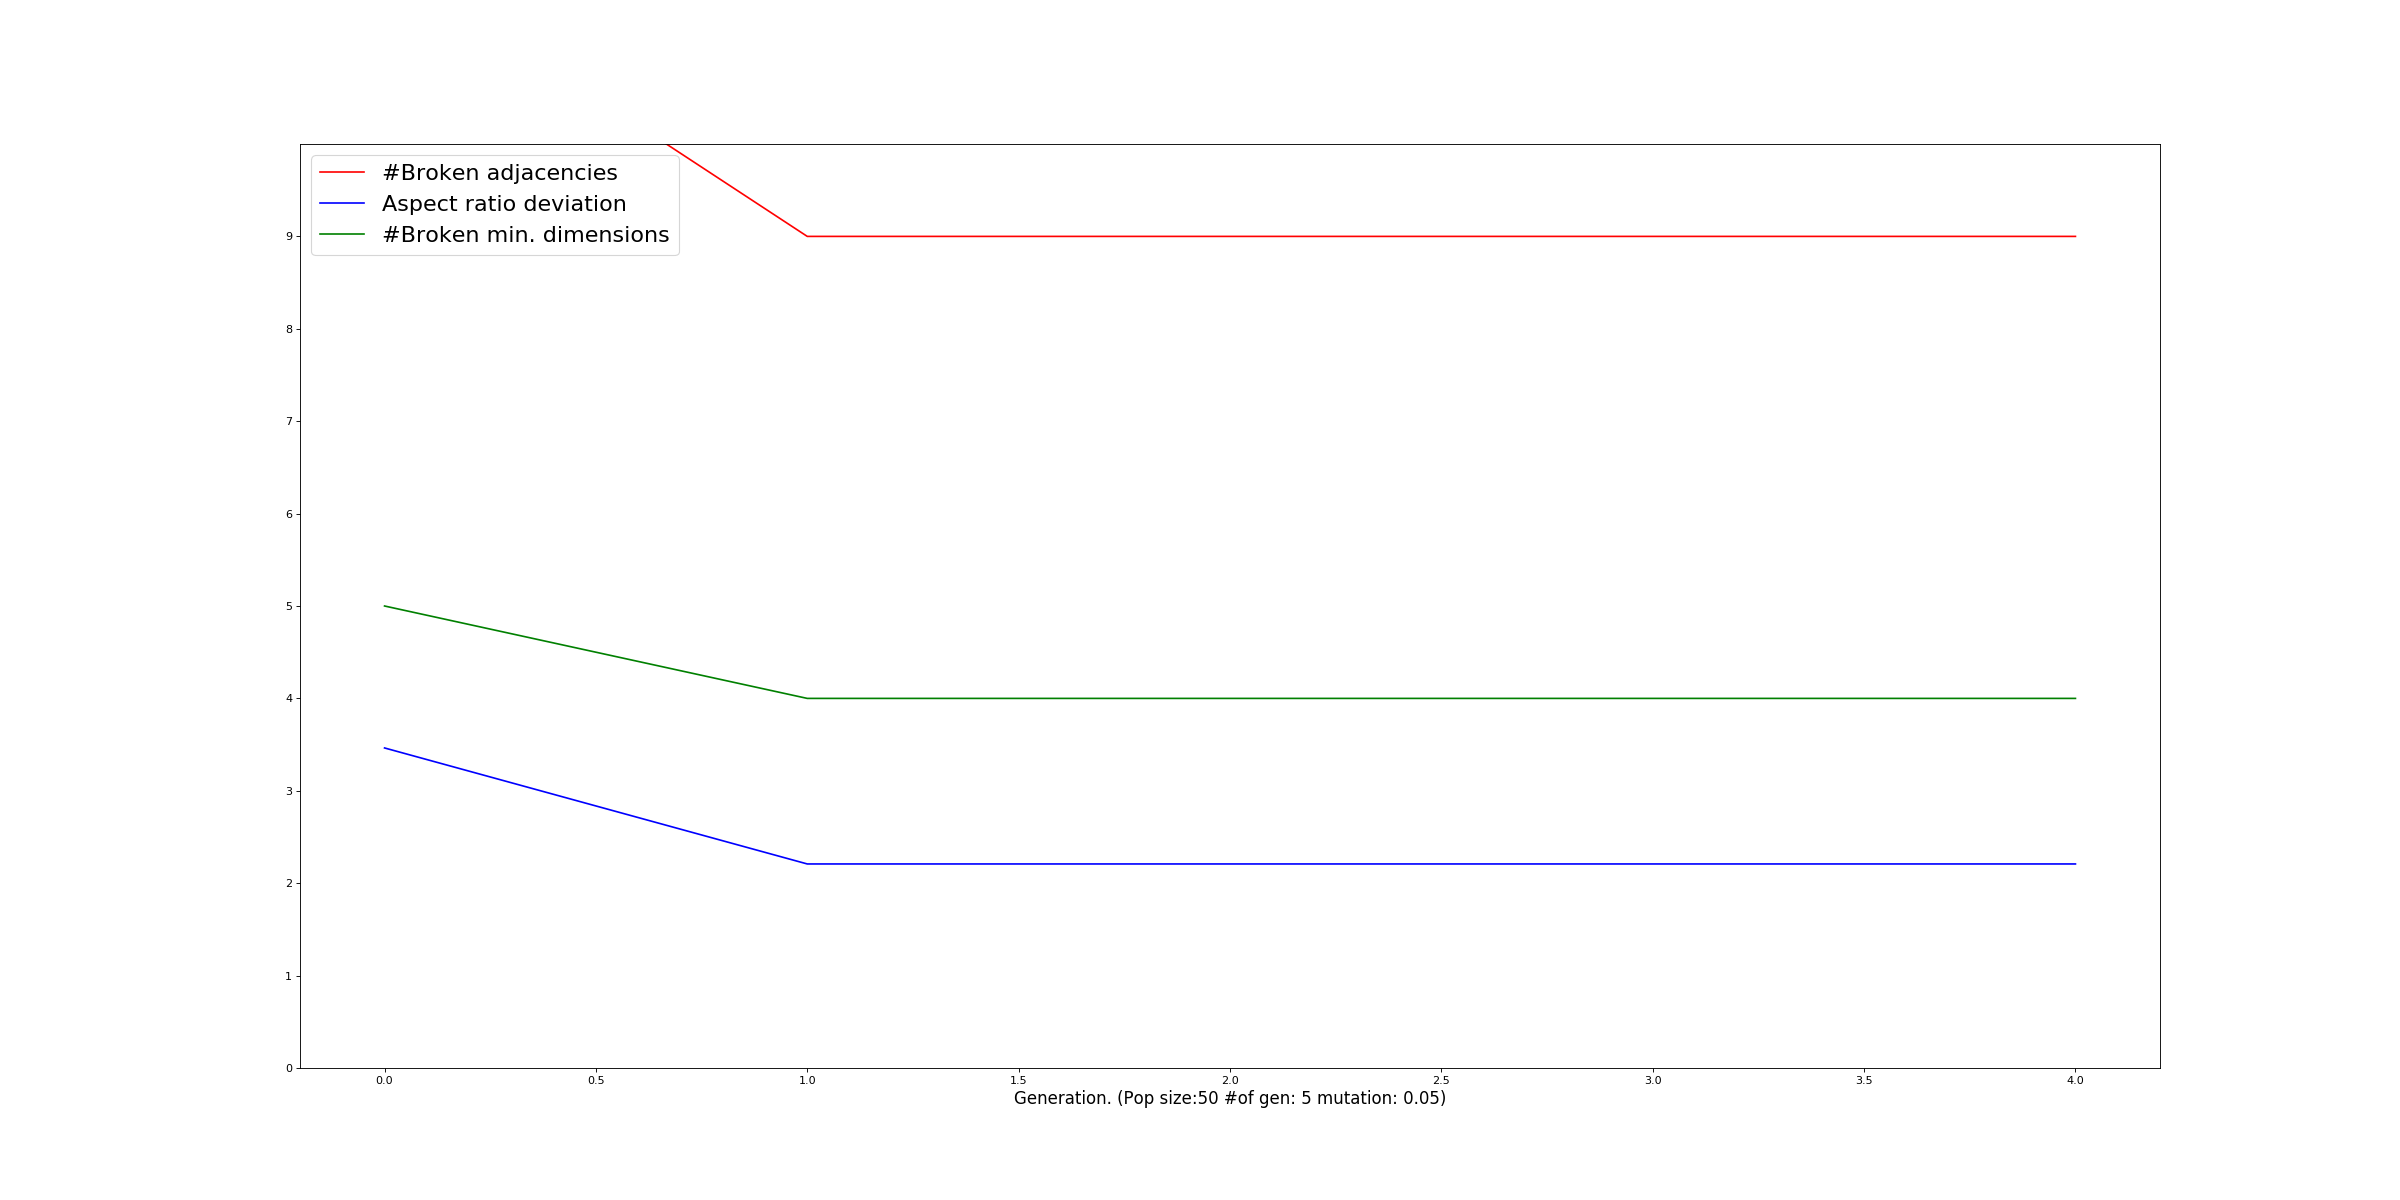 #Broken adjacencies
Aspect ratio deviation
#Broken min. dimensions
9
8
7
6
5
4
3
2
1
0
0.0 0.5 1.0 1.5 2.0 2.5 3.0 3.5 4.0
Generation. (Pop size:50 #of gen: 5 mutation: 0.05)